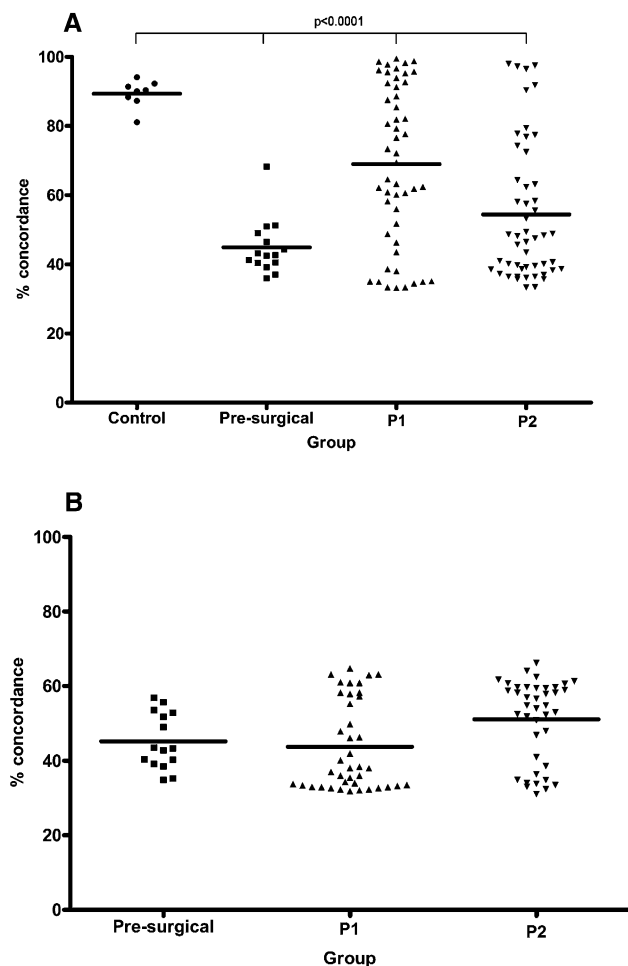 A
p<0.0001
100
80
60
40
20
0
% concordance
Control Pre-surgical P1 P2
Group
B
100
80
60
40
20
0
% concordance
Pre-surgical P1 P2
Group